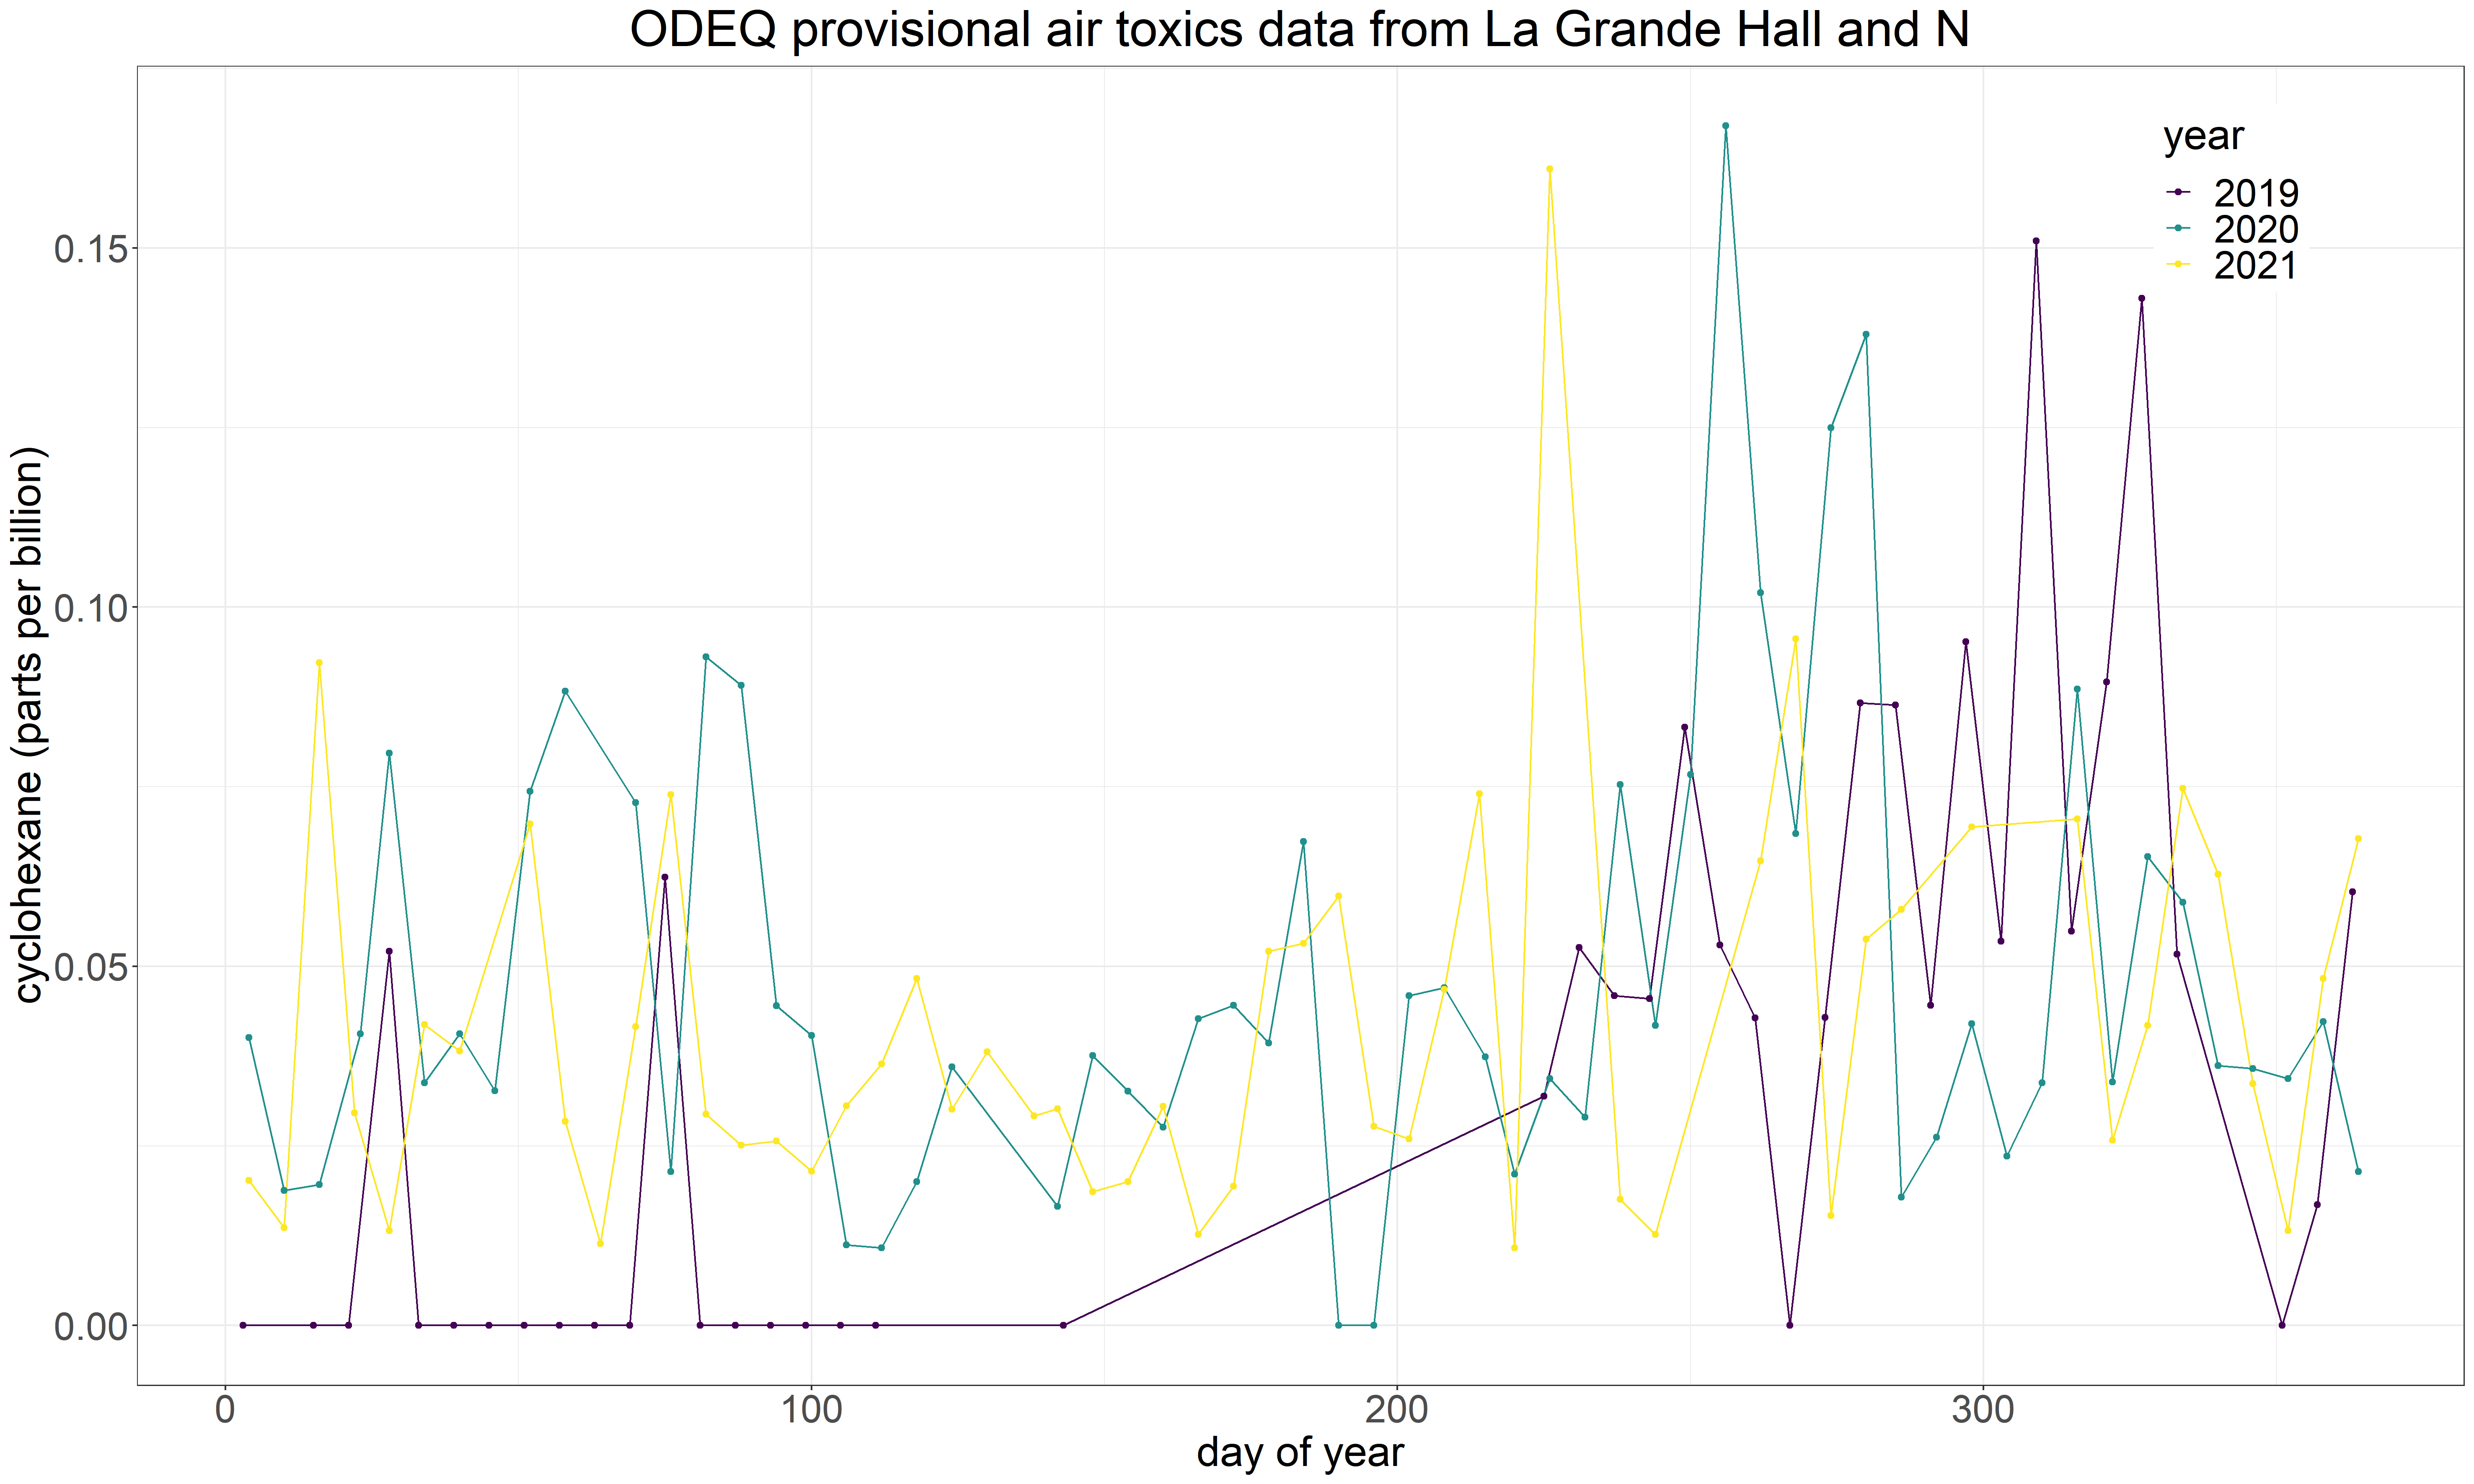 ODEQ provisional air toxics data from La Grande Hall and N
year
2019
2020
2021
0.15
0.10
0.05
0.00
cyclohexane (parts per billion)
0 100 200 300
day of year